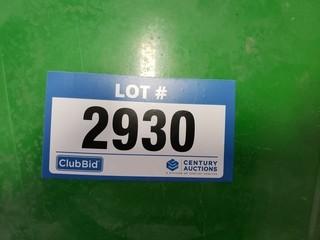 LOT #
2930
ClubBid
CENTURY
AUCTIONS